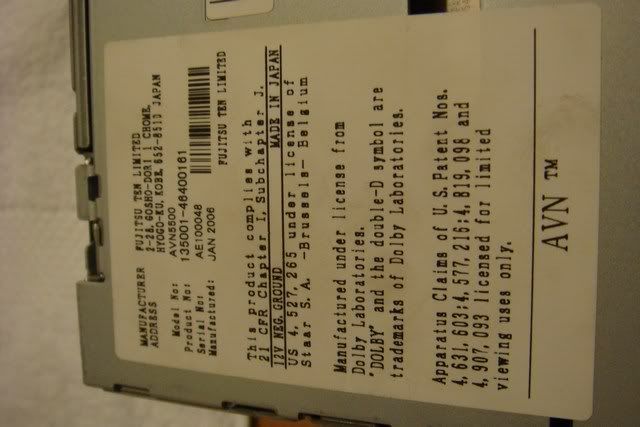 MANUFACTURER FUJITSU TEN LIMITED
ADDRESS 2-28, GOSHO-DORI 1 CHOME,
HYOGO-KU, KOBE, 652-8510 JAPAN
Model No: AVN5500
Product No: 135001-46400161
Serial No: AE100048
Manufactured: JAN 2006
FUJITSU TEN LIMITED
This product complies with
21 CFR Chapter I, Subchapter J.
12V NEG. GROUND MADE IN JAPAN
US 4, 527, 265 under license of
Staar S. A. -Brussels- Belgium
Manufactured under license from
Dolby Laboratories.
"DOLBY" and the double-D symbol are
trademarks of Dolby Laboratories.
Apparatus Claims of U. S. Patent Nos.
4, 631, 603;4, 577, 216;4, 819, 098 and
4, 907, 093 licensed for limited
viewing uses only.
AVN TM